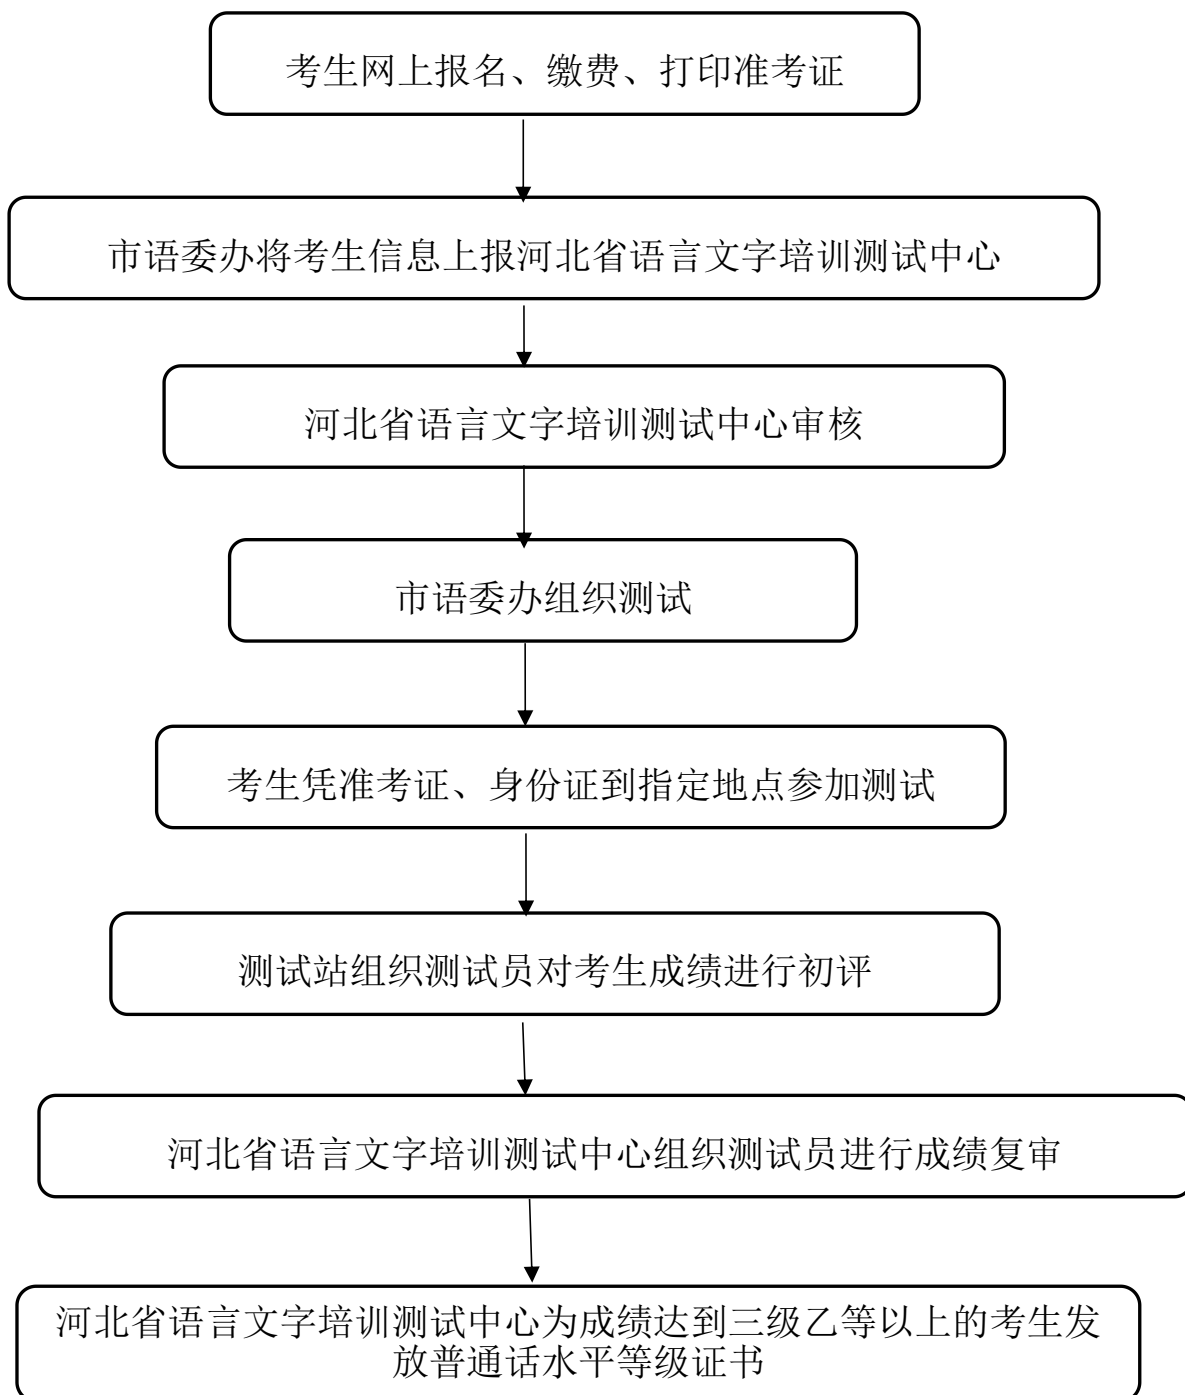 考生网上报名、缴费、打印准考证
市语委办将考生信息上报河北省语言文字培训测试中心
河北省语言文字培训测试中心审核
市语委办组织测试
考生凭准考证、身份证到指定地点参加测试
测试站组织测试员对考生成绩进行初评
河北省语言文字培训测试中心组织测试员进行成绩复审
河北省语言文字培训测试中心为成绩达到三级乙等以上的考生发
放普通话水平等级证书